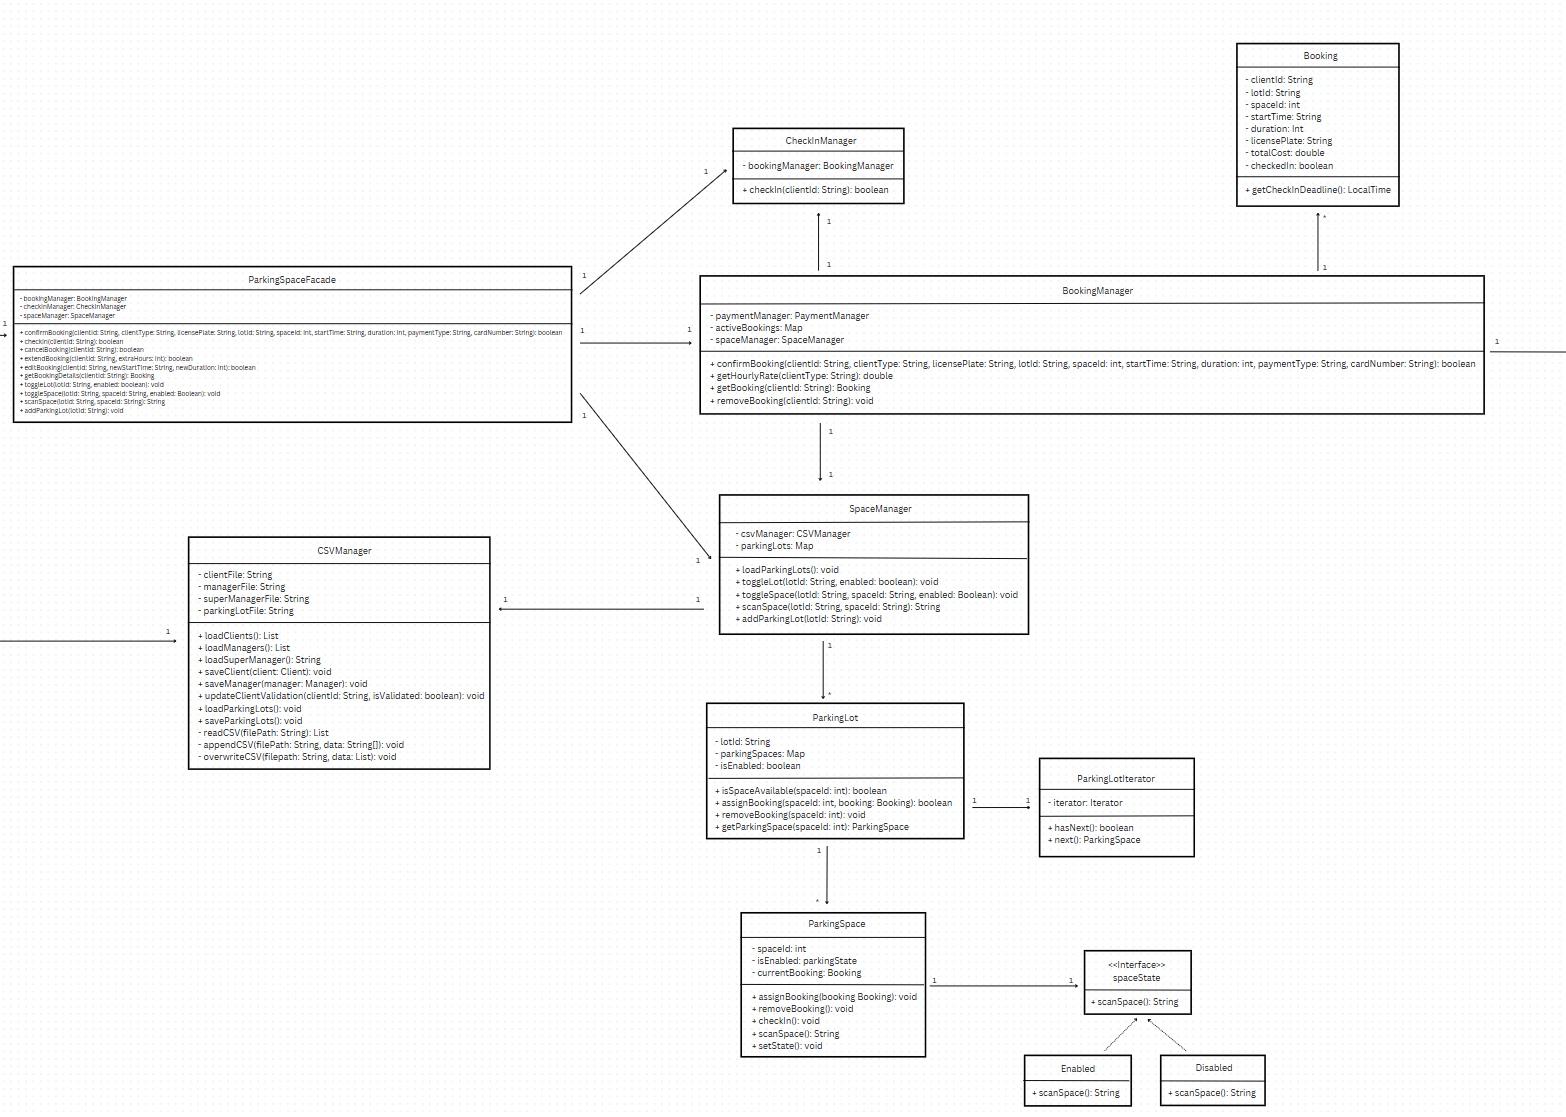 Booking
- clientId: String
- lotId: String
- spaceId: int
- startTime: String
- duration: Int
- licensePlate: String
- totalCost: double
- checkedIn: boolean
+ getCheckInDeadline(): LocalTime
*
1
CheckInManager
- bookingManager: BookingManager
+ checkIn(clientId: String): boolean
1
1
1
1
1
ParkingSpaceFacade
- bookingManager: BookingManager
- checkInManager: CheckInManager
- spaceManager: SpaceManager
+ confirmBooking(clientId: String, clientType: String, licensePlate: String, lotId: String, spaceId: int, startTime: String, duration: int, paymentType: String, cardNumber: String): boolean
+ checkIn(clientId: String): boolean
+ cancelBooking(clientId: String): boolean
+ extendBooking(clientId: String, extraHours: int): boolean
+ editBooking(clientId: String, newStartTime: String, newDuration: int): boolean
+ getBookingDetails(clientId: String): Booking
+ toggleLot(lotId: String, enabled: boolean): void
+ toggleSpace(lotId: String, spaceId: String, enabled: Boolean): void
+ scanSpace(lotId: String, spaceId: String): String
+ addParkingLot(lotId: String): void
1
1
1
1
BookingManager
- paymentManager: PaymentManager
- activeBookings: Map
- spaceManager: SpaceManager
+ confirmBooking(clientId: String, clientType: String, licensePlate: String, lotId: String, spaceId: int, startTime: String, duration: int, paymentType: String, cardNumber: String): boolean
+ getHourlyRate(clientType: String): double
+ getBooking(clientId: String): Booking
+ removeBooking(clientId: String): void
1
1
1
SpaceManager
- csvManager: CSVManager
- parkingLots: Map
+ loadParkingLots(): void
+ toggleLot(lotId: String, enabled: boolean): void
+ toggleSpace(lotId: String, spaceId: String, enabled: Boolean): void
+ scanSpace(lotId: String, spaceId: String): String
+ addParkingLot(lotId: String): void
1
1
1
1
CSVManager
- clientFile: String
- managerFile: String
- superManagerFile: String
- parkingLotFile: String
+ loadClients(): List
+ loadManagers(): List
+ loadSuperManager(): String
+ saveClient(client: Client): void
+ saveManager(manager: Manager): void
+ updateClientValidation(clientId: String, isValidated: boolean): void
+ loadParkingLots(): void
+ saveParkingLots(): void
- readCSV(filePath: String): List
- appendCSV(filePath: String, data: String[]): void
- overwriteCSV(filepath: String, data: List): void
1
*
ParkingLot
- lotId: String
- parkingSpaces: Map
- isEnabled: boolean
+ isSpaceAvailable(spaceId: int): boolean
+ assignBooking(spaceId: int, booking: Booking): boolean
+ removeBooking(spaceId: int): void
+ getParkingSpace(spaceId: int): ParkingSpace
1
1
ParkingLotIterator
- iterator: Iterator
+ hasNext(): boolean
+ next(): ParkingSpace
1
*
ParkingSpace
- spaceId: int
- isEnabled: parkingState
- currentBooking: Booking
+ assignBooking(booking Booking): void
+ removeBooking(): void
+ checkIn(): void
+ scanSpace(): String
+ setState(): void
1
1
<<Interface>>
spaceState
+ scanSpace(): String
Enabled
+ scanSpace(): String
Disabled
+ scanSpace(): String